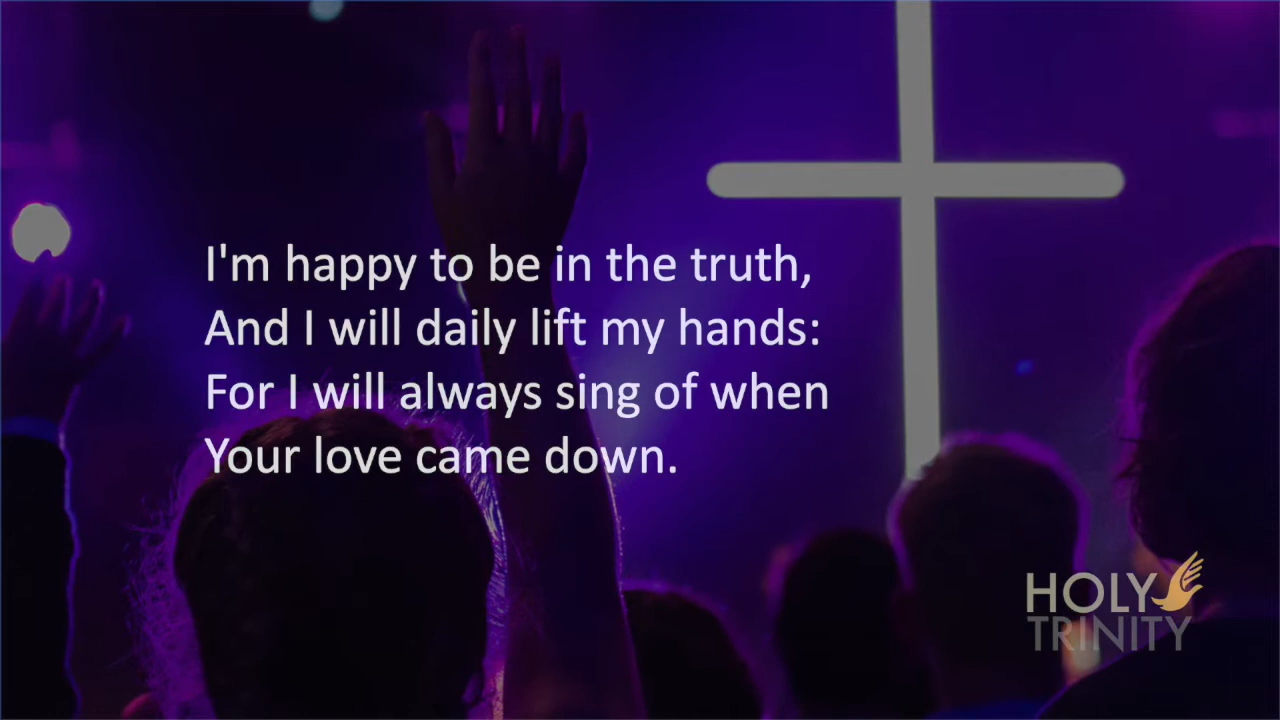 I'm happy to be in the truth,
And I will daily lift my hands:
For I will always sing of when
Your love came down.
HOLY
TRINITY